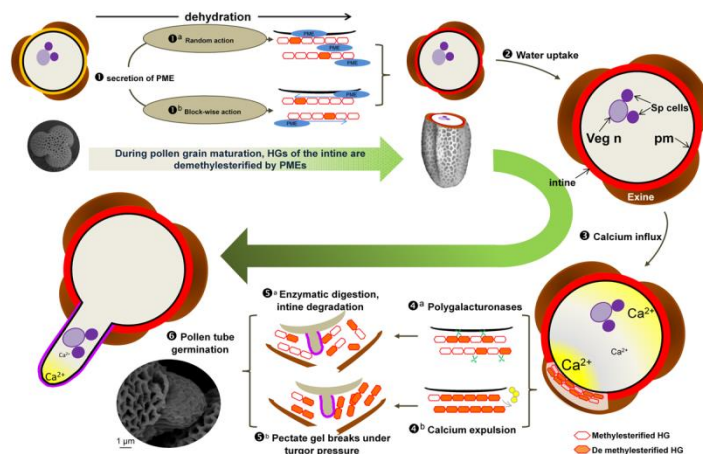 dehydration
❶a Random action
PME
PME
PME
❶ secretion of PME
❶b Block-wise action
PME
PME
❷ Water uptake
Sp cells
Veg n
pm
intine
Exine
During pollen grain maturation, HGs of the intine are
demethylesterified by PMEs
❸ Calcium influx
❺a Enzymatic digestion,
intine degradation
❹a Polygalacturonases
Ca2+
Ca2+
Ca2+
❻ Pollen tube
germination
Ca2+
Ca2+
1 µm
❺b Pectate gel breaks under
turgor pressure
❹b Calcium expulsion
Methylesterified HG
De methylesterified HG